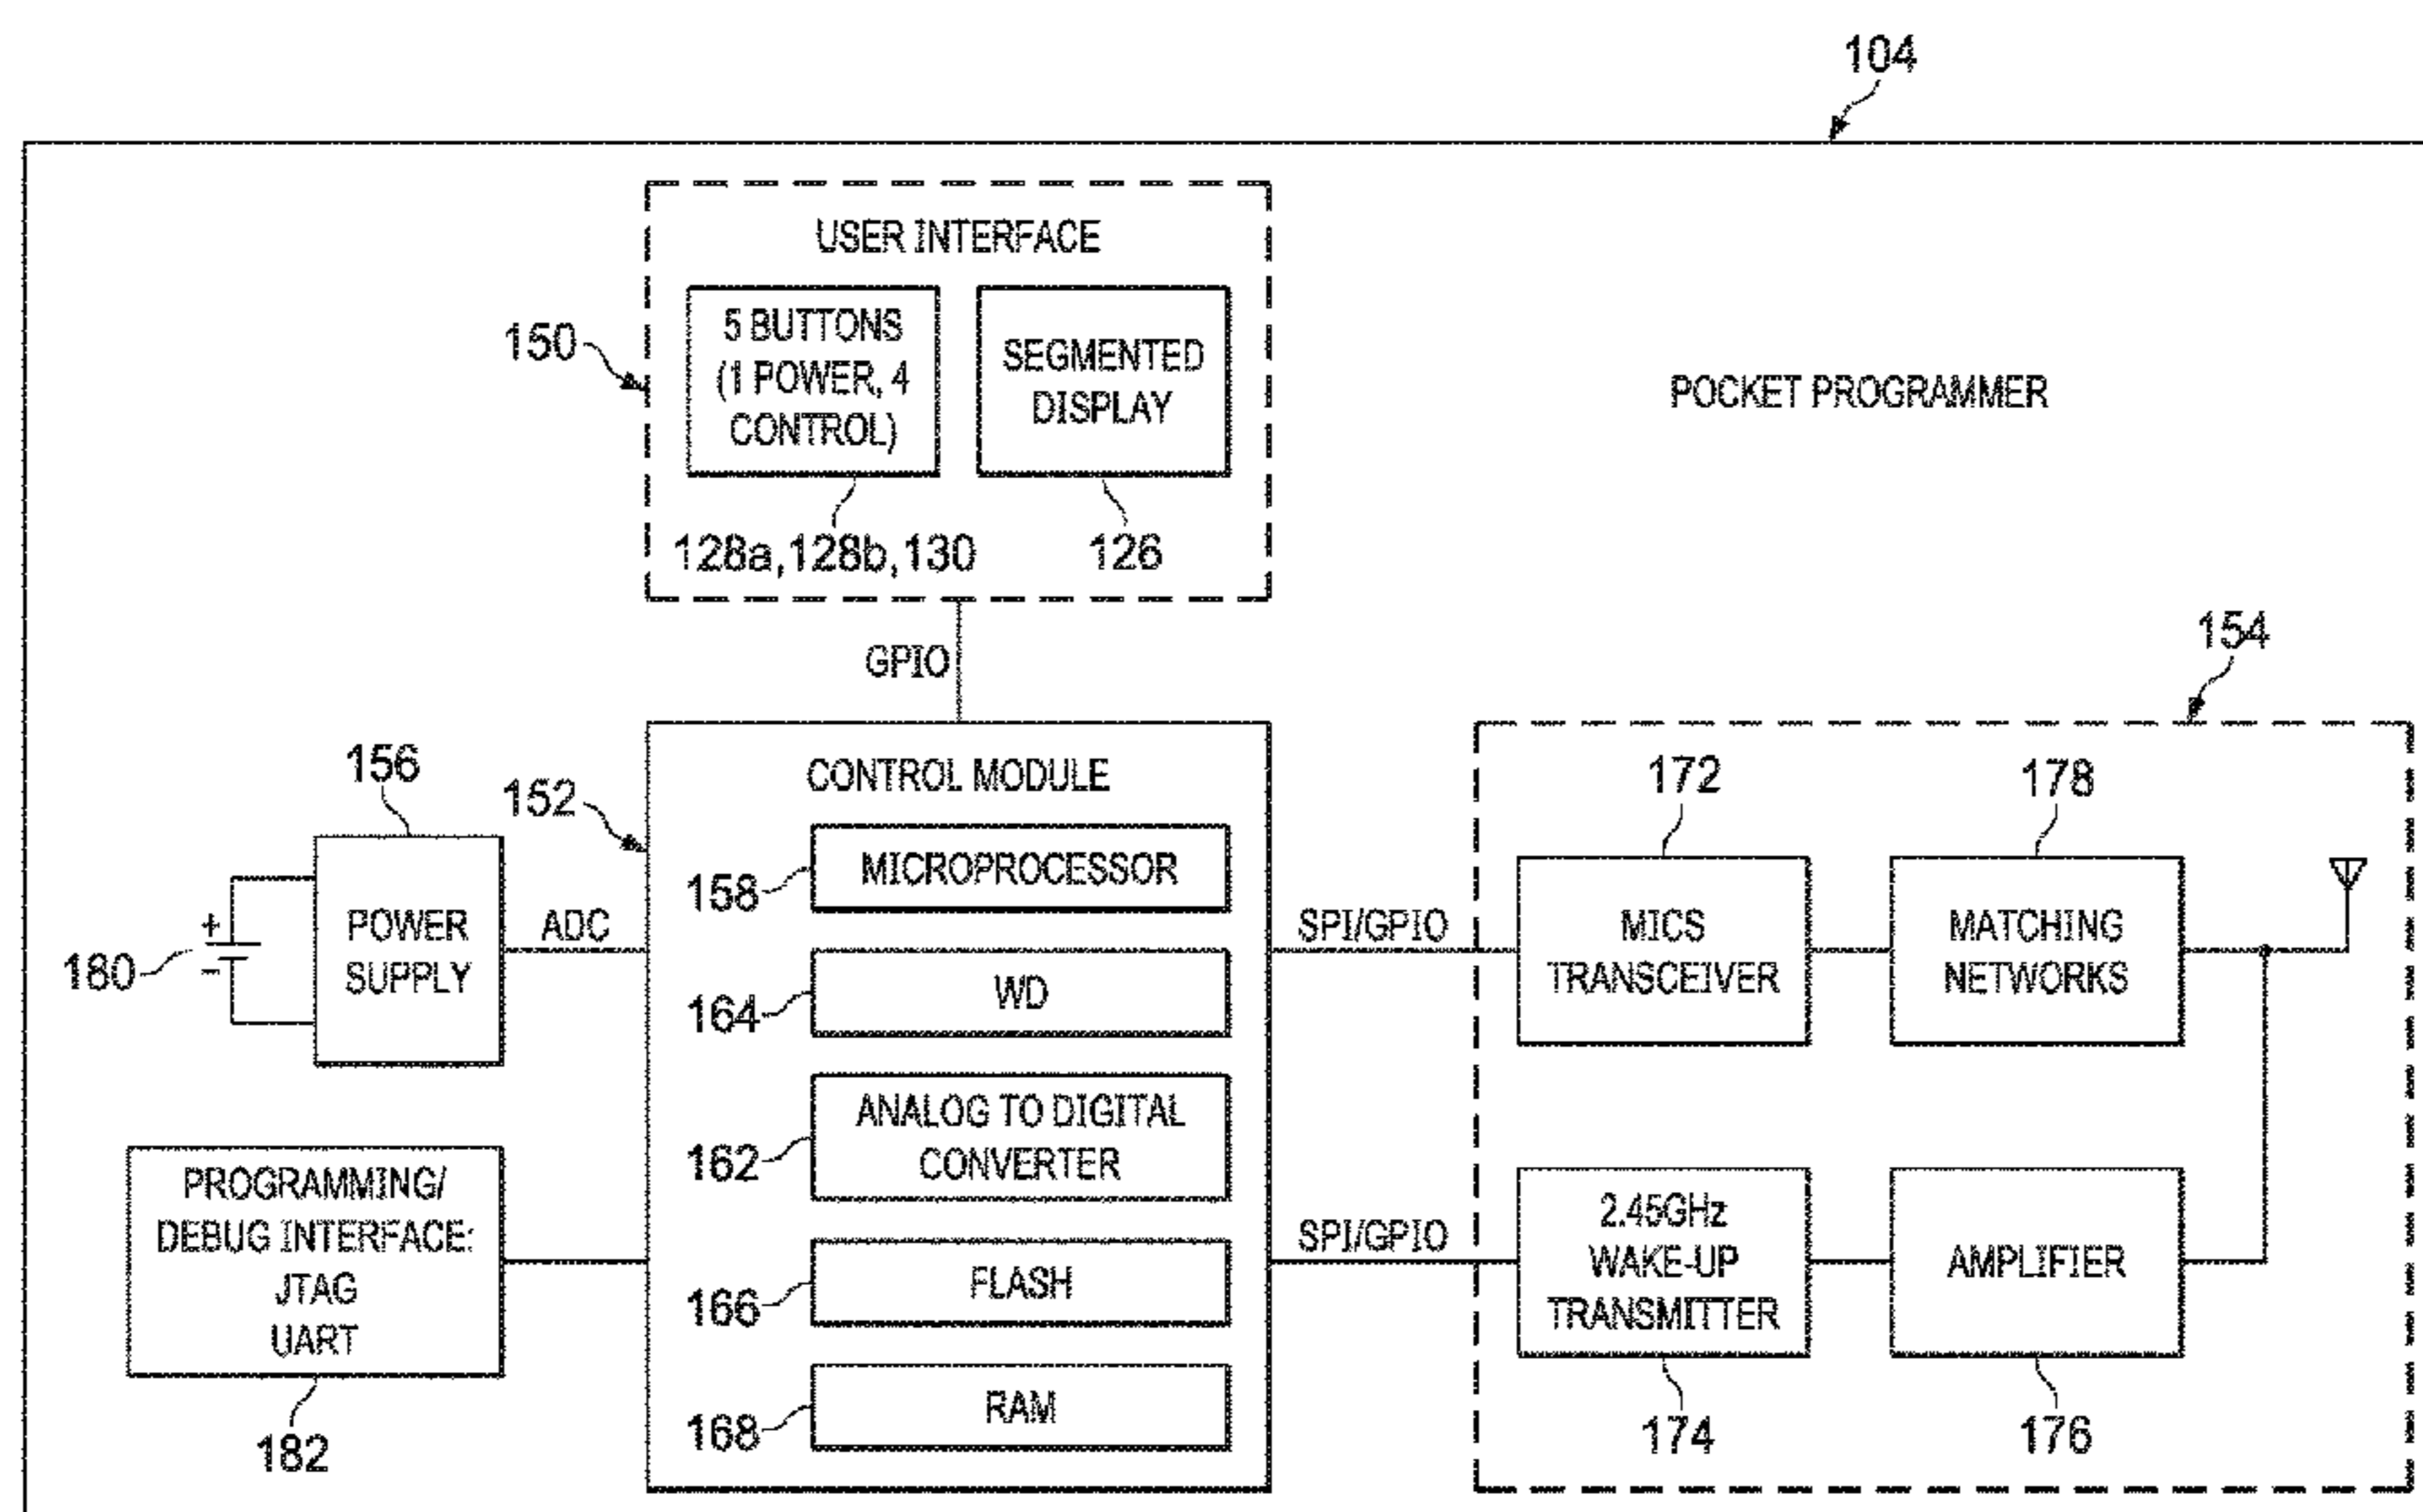 104
USER INTERFACE
5 BUTTONS
(1 POWER, 4
CONTROL)
SEGMENTED
DISPLAY
150
128a, 128b, 130
126
POCKET PROGRAMMER
GPIO
154
156
152
CONTROL MODULE
172
178
180
+
−
POWER
SUPPLY
ADC
158
MICROPROCESSOR
SPI/GPIO
MICS
TRANSCEIVER
MATCHING
NETWORKS
164
WD
162
ANALOG TO DIGITAL
CONVERTER
PROGRAMMING/
DEBUG INTERFACE:
JTAG
UART
182
SPI/GPIO
2.45GHz
WAKE-UP
TRANSMITTER
AMPLIFIER
166
FLASH
168
RAM
174
176